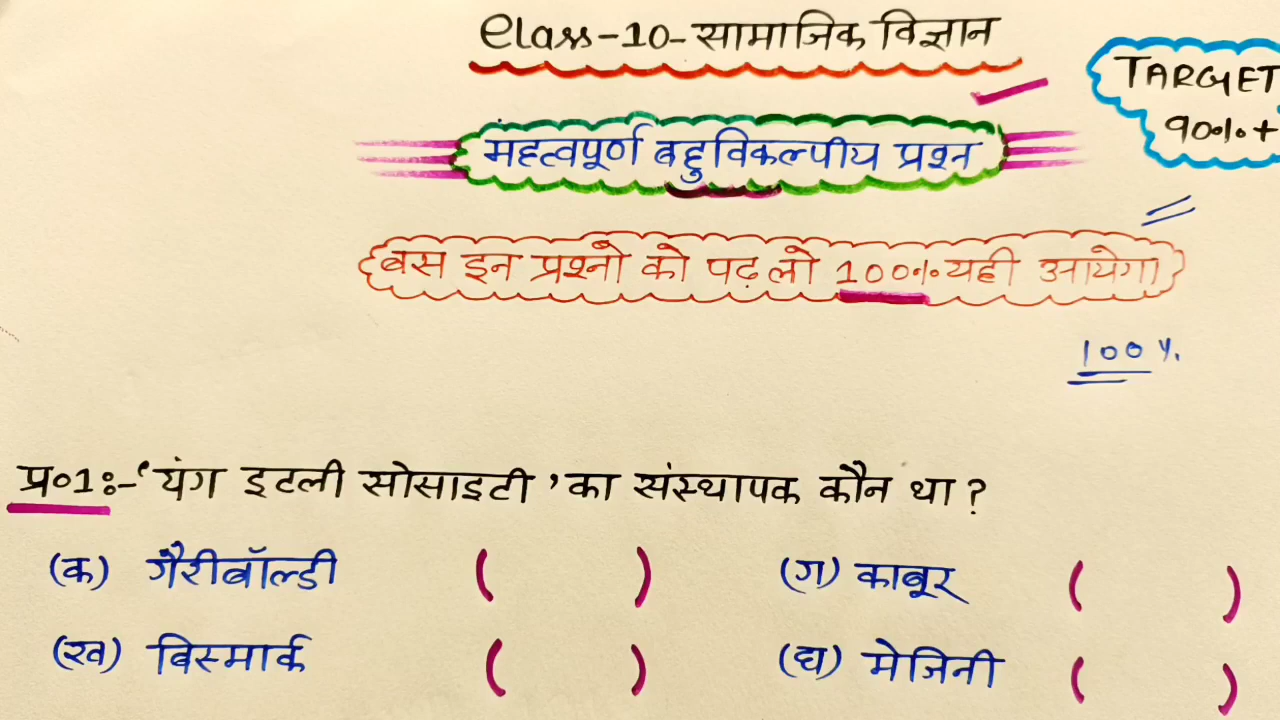 Class-10-सामाजिक विज्ञान
TARGET
90%+
महत्वपूर्ण बहुविकल्पीय प्रश्न
बस इन प्रश्नो को पढ़ लो 100% यही आयेगा
100%
प्र०1:-'यंग इटली सोसाइटी' का संस्थापक कौन था?
(क) गैरीबॉल्डी ( ) (ग) काबूर ( )
(ख) बिस्मार्क ( ) (घ) मेजिनी ( )